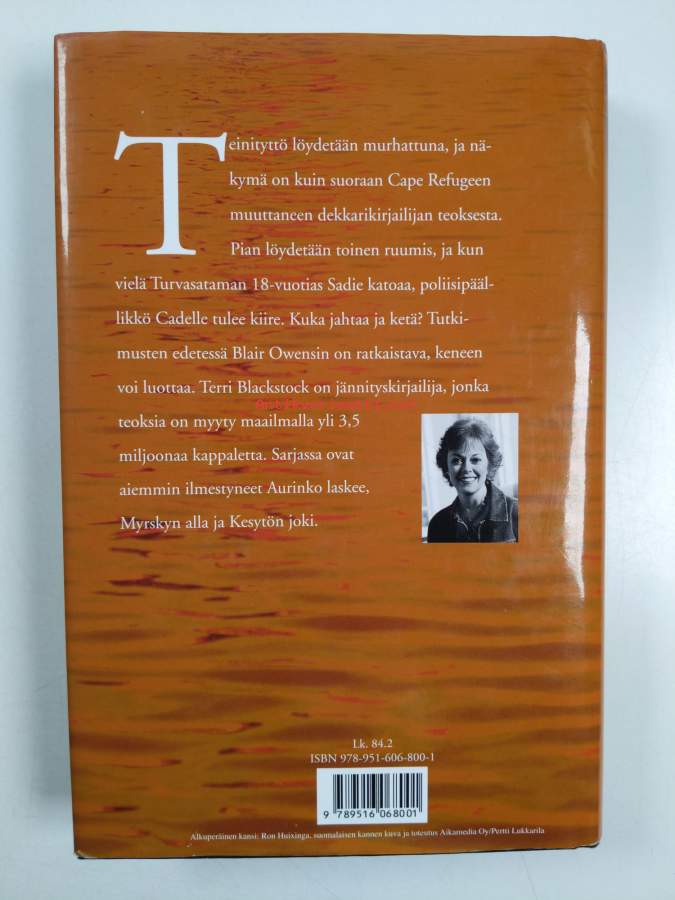 Teinityttö löydetään murhattuna, ja nä-
kymä on kuin suoraan Cape Refugeen
muuttaneen dekkarikirjailijan teoksesta.
Pian löydetään toinen ruumis, ja kun
vielä Turvasataman 18-vuotias Sadie katoaa, poliisipääl-
likkö Cadelle tulee kiire. Kuka jahtaa ja ketä? Tutki-
musten edetessä Blair Owensin on ratkaistava, keneen
voi luottaa. Terri Blackstock on jännityskirjailija, jonka
teoksia on myyty maailmalla yli 3,5
miljoonaa kappaletta. Sarjassa ovat
aiemmin ilmestyneet Aurinko laskee,
Myrskyn alla ja Kesytön joki.
Lk. 84.2
ISBN 978-951-606-800-1
9 789516 068001
Alkuperäinen kansi: Ron Huizinga, suomalaisen kannen kuva ja toteutus Aikamedia Oy/Pertti Lukkarila